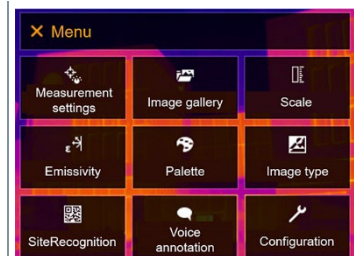 × Menu
Measurement
settings
Image gallery
Scale
ε
Emissivity
Palette
Image type
SiteRecognition
Voice
annotation
Configuration